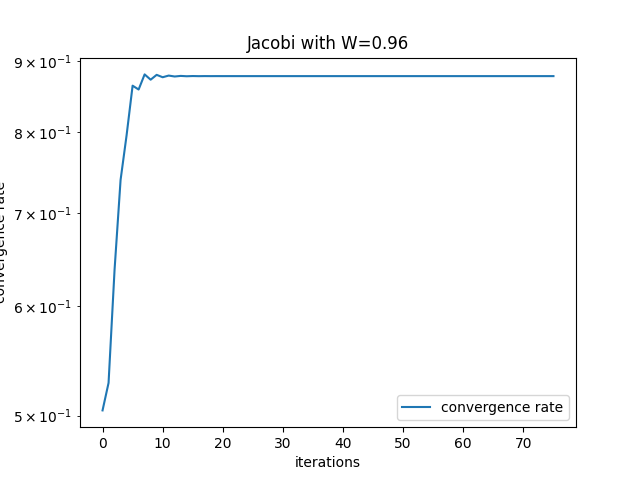 Jacobi with W=0.96
9 × 10⁻¹
8 × 10⁻¹
7 × 10⁻¹
6 × 10⁻¹
5 × 10⁻¹
convergence rate
convergence rate
0 10 20 30 40 50 60 70
iterations